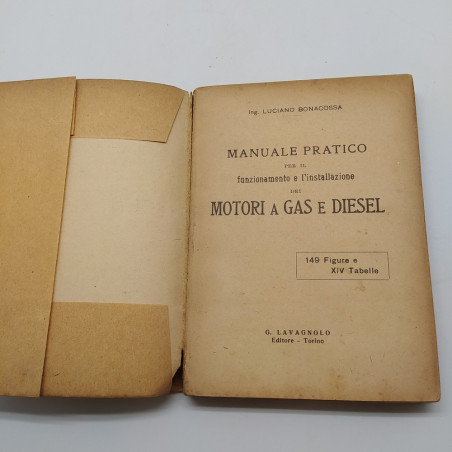 Ing. LUCIANO BONACOSSA
MANUALE PRATICO
PER IL
funzionamento e l'installazione
DEI
MOTORI A GAS E DIESEL
149 Figure e
XIV Tabelle
G. LAVAGNOLO
Editore - Torino